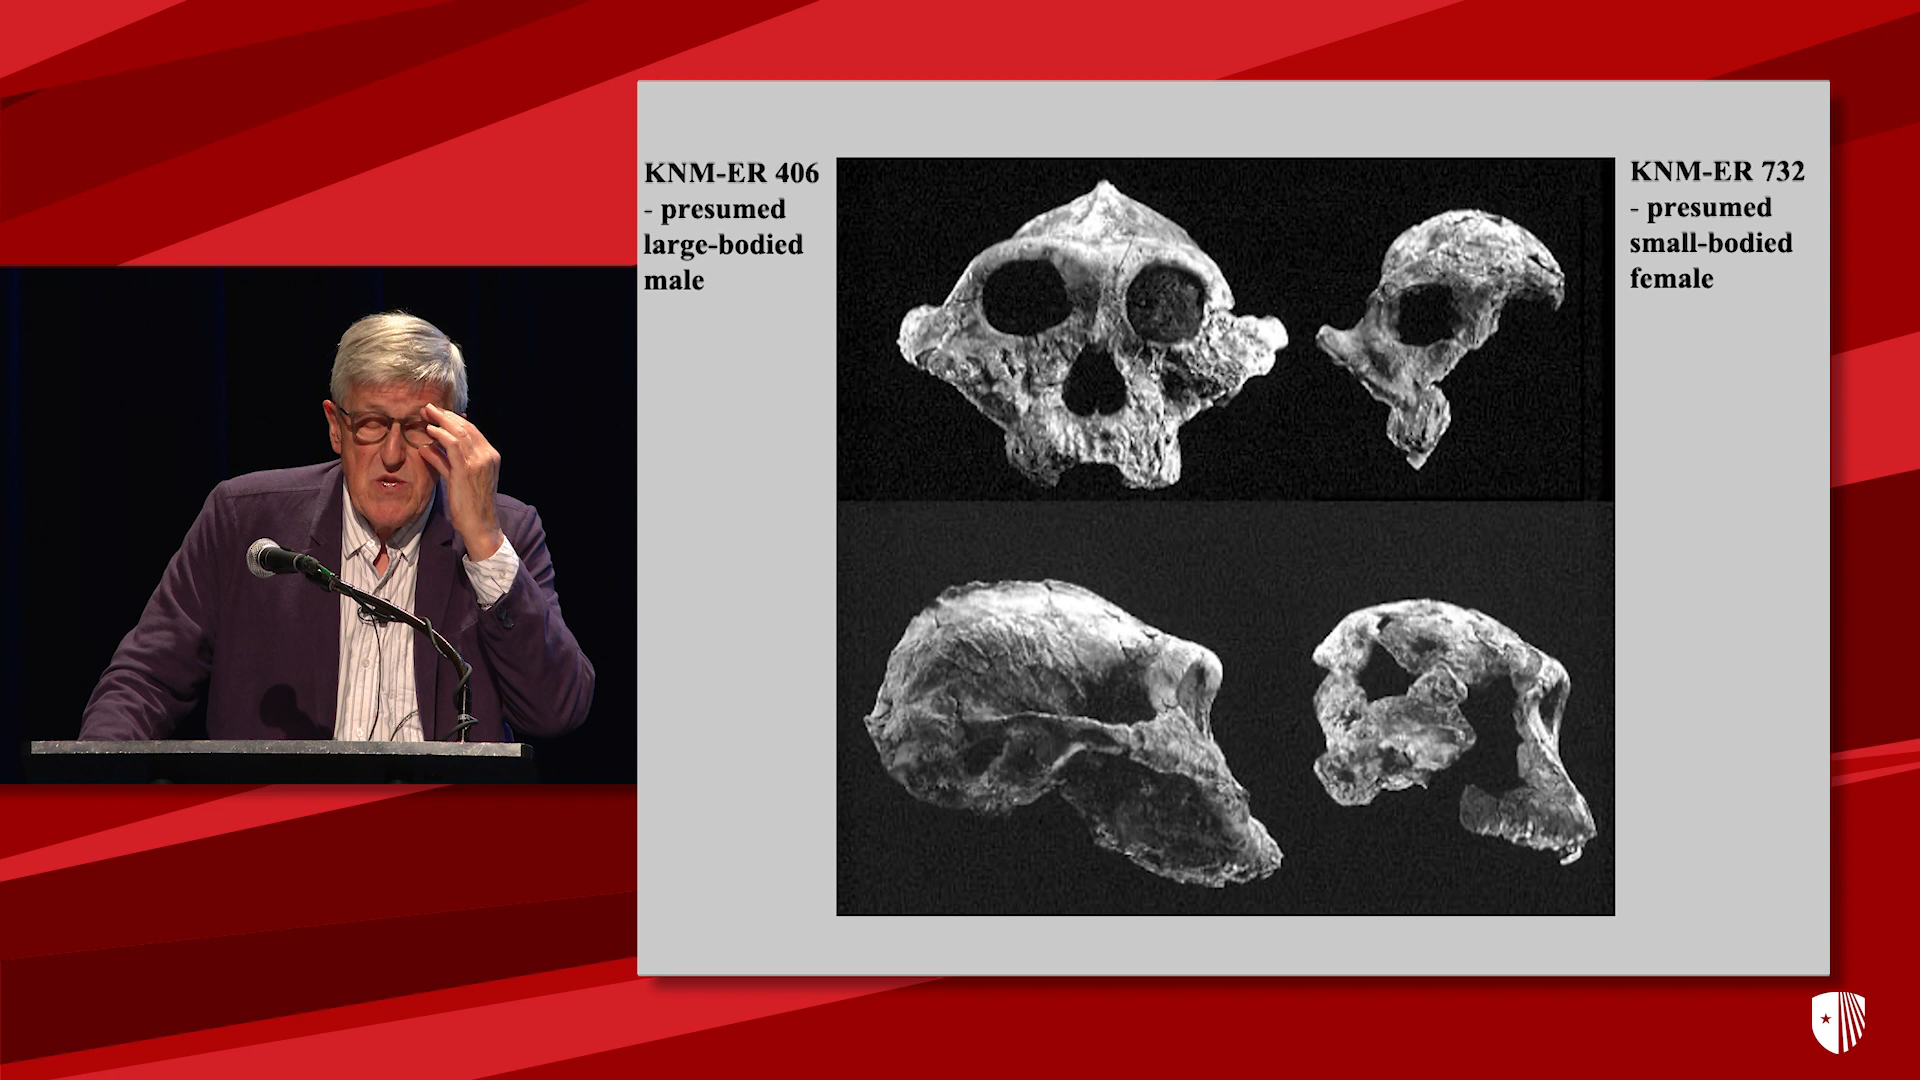 KNM-ER 406
- presumed
large-bodied
male
KNM-ER 732
- presumed
small-bodied
female